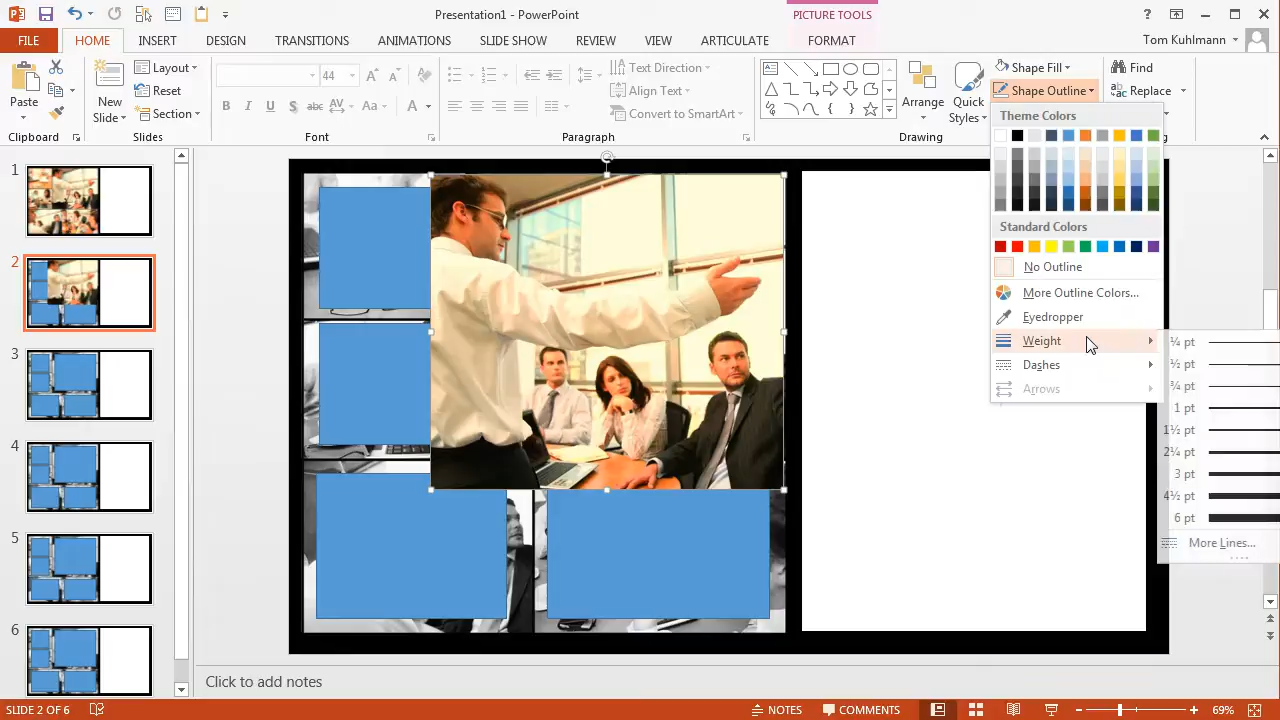 Presentation1 - PowerPoint
PICTURE TOOLS
FILE HOME INSERT DESIGN TRANSITIONS ANIMATIONS SLIDE SHOW REVIEW VIEW ARTICULATE FORMAT
Tom Kuhlmann
Paste
New
Slide
Layout
Reset
Section
44
B I U S abc AV Aa A
Text Direction
Align Text
Convert to SmartArt
Arrange
Quick
Styles
Shape Fill
Shape Outline
Find
Replace
Clipboard Slides Font Paragraph Drawing
Theme Colors
Standard Colors
No Outline
More Outline Colors...
Eyedropper
Weight
Dashes
Arrows
¼ pt
½ pt
¾ pt
1 pt
1½ pt
2¼ pt
3 pt
4½ pt
6 pt
More Lines...
1
2
3
4
5
6
Click to add notes
SLIDE 2 OF 6
NOTES
COMMENTS
69%